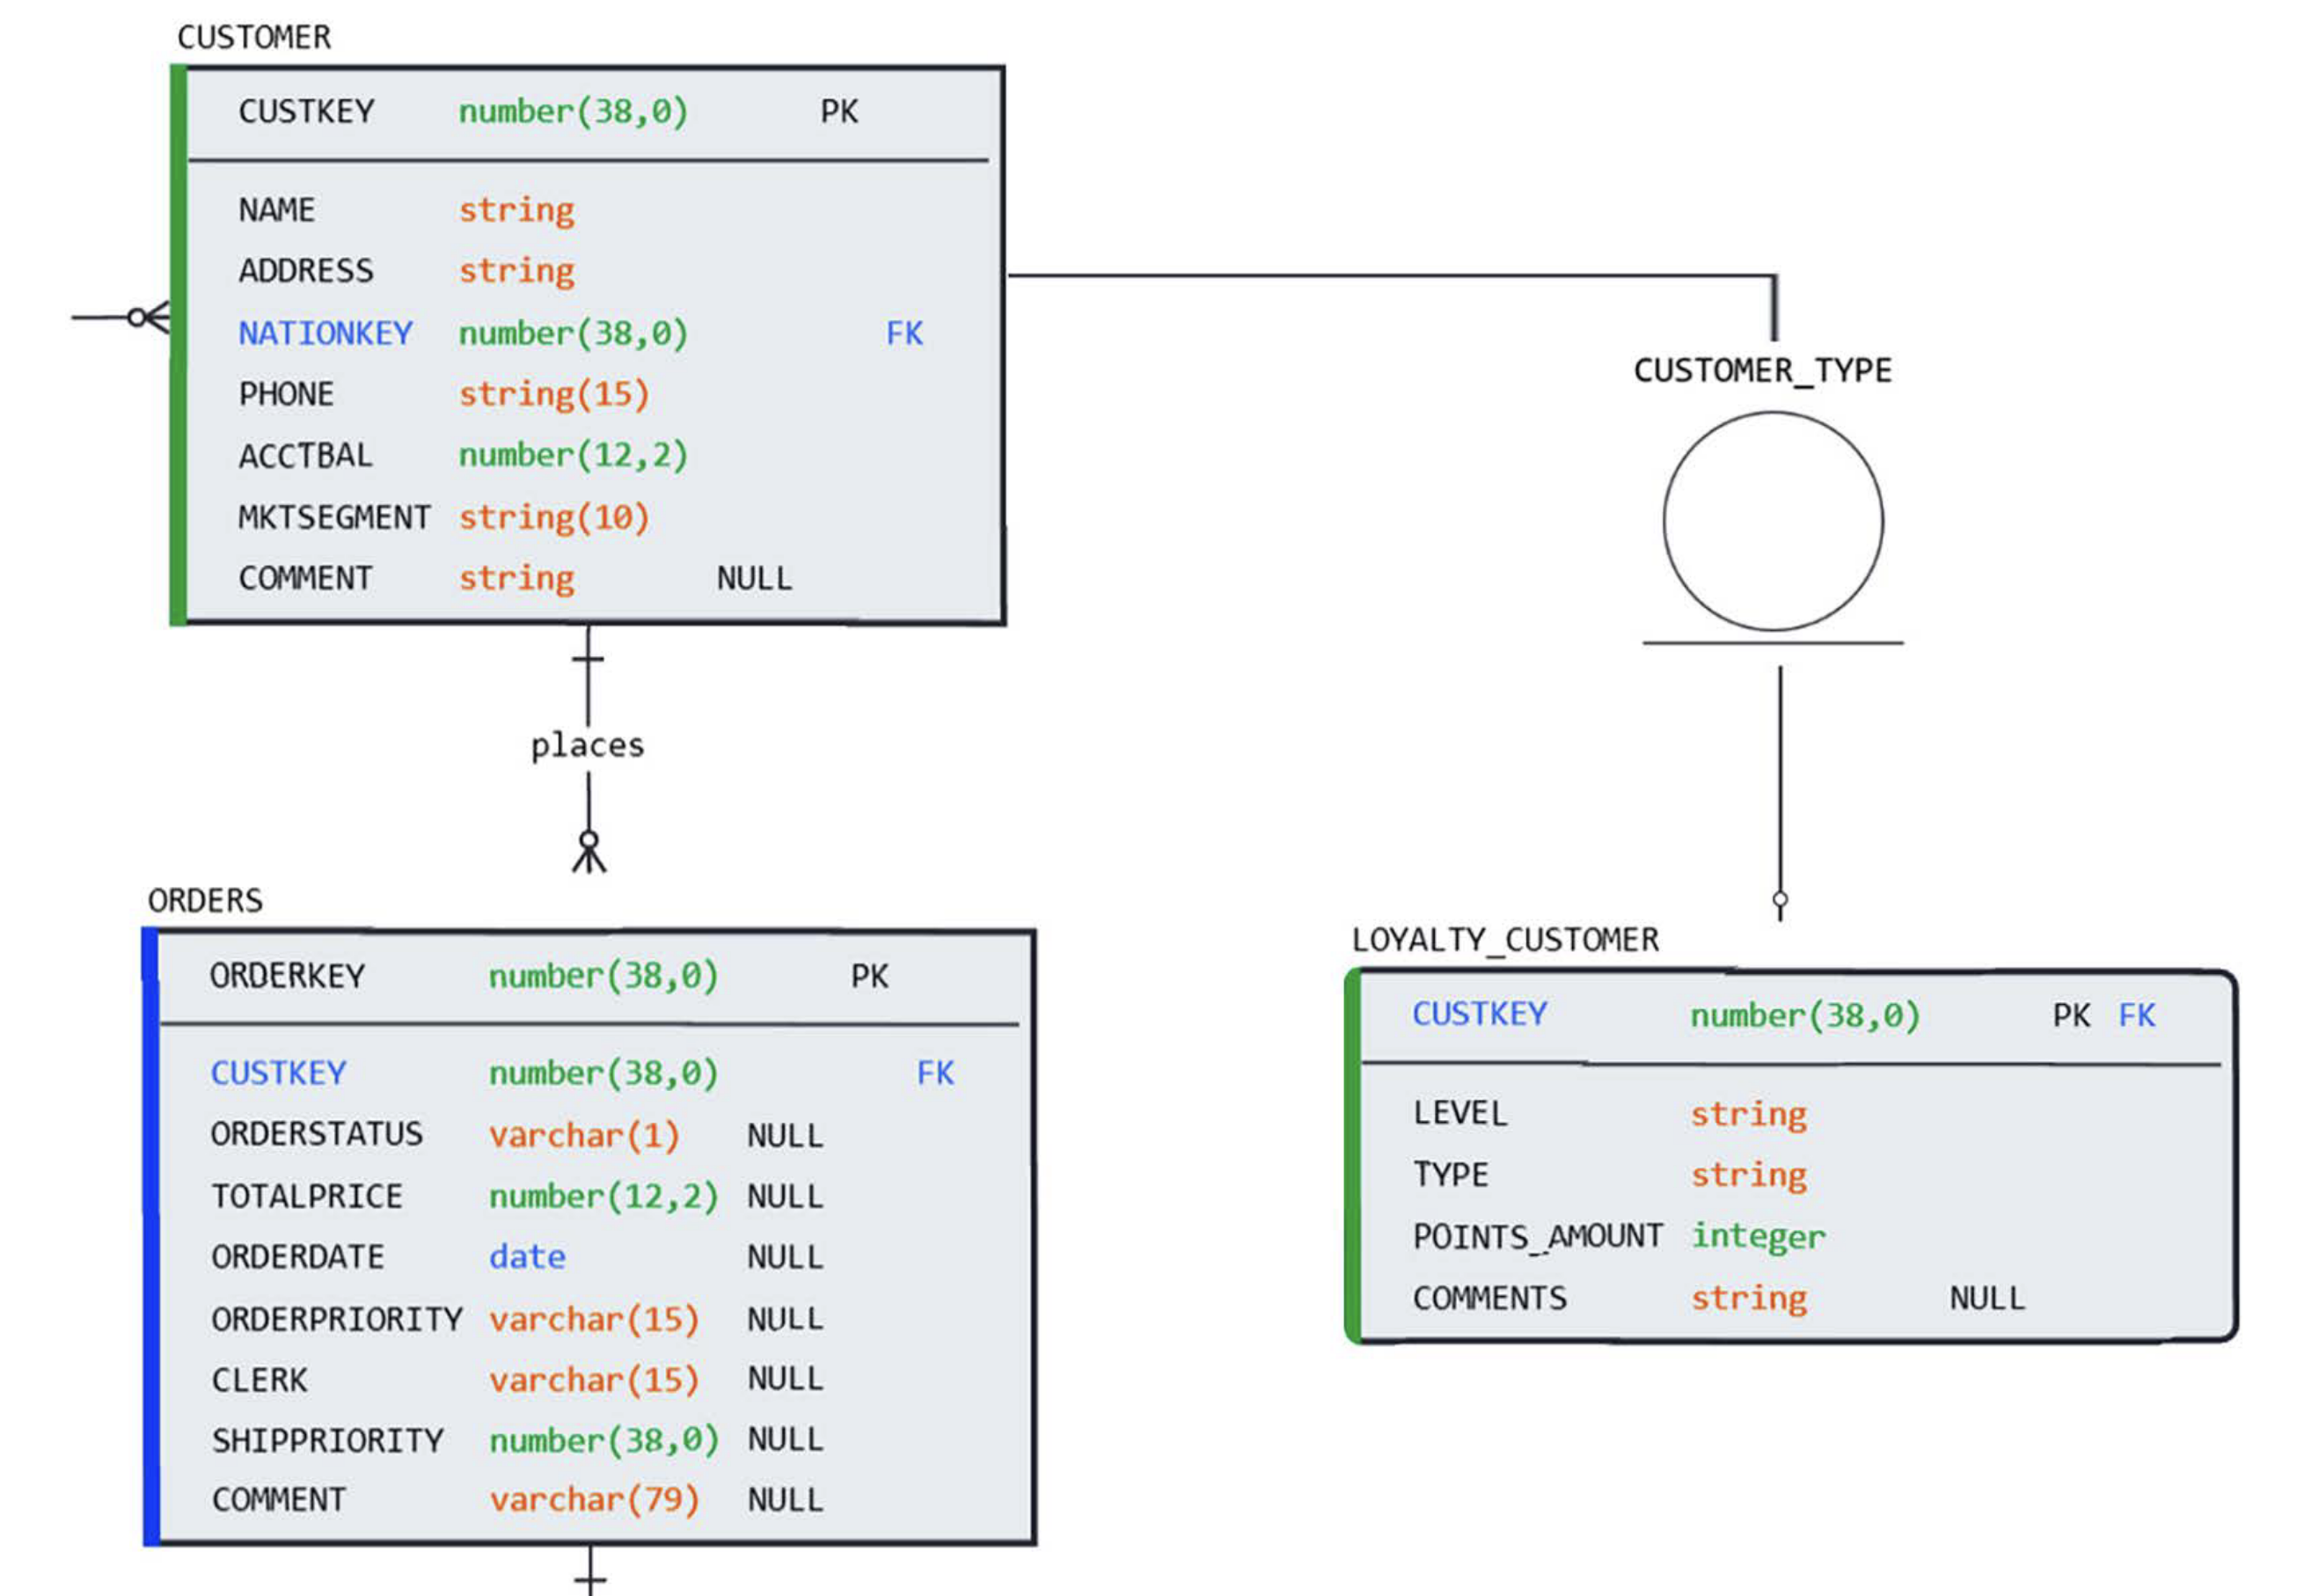 CUSTOMER
CUSTKEY number(38,0) PK
NAME string
ADDRESS string
NATIONKEY number(38,0) FK
PHONE string(15)
ACCTBAL number(12,2)
MKTSEGMENT string(10)
COMMENT string NULL
CUSTOMER_TYPE
places
ORDERS
ORDERKEY number(38,0) PK
CUSTKEY number(38,0) FK
ORDERSTATUS varchar(1) NULL
TOTALPRICE number(12,2) NULL
ORDERDATE date NULL
ORDERPRIORITY varchar(15) NULL
CLERK varchar(15) NULL
SHIPPRIORITY number(38,0) NULL
COMMENT varchar(79) NULL
LOYALTY_CUSTOMER
CUSTKEY number(38,0) PK FK
LEVEL string
TYPE string
POINTS_AMOUNT integer
COMMENTS string NULL